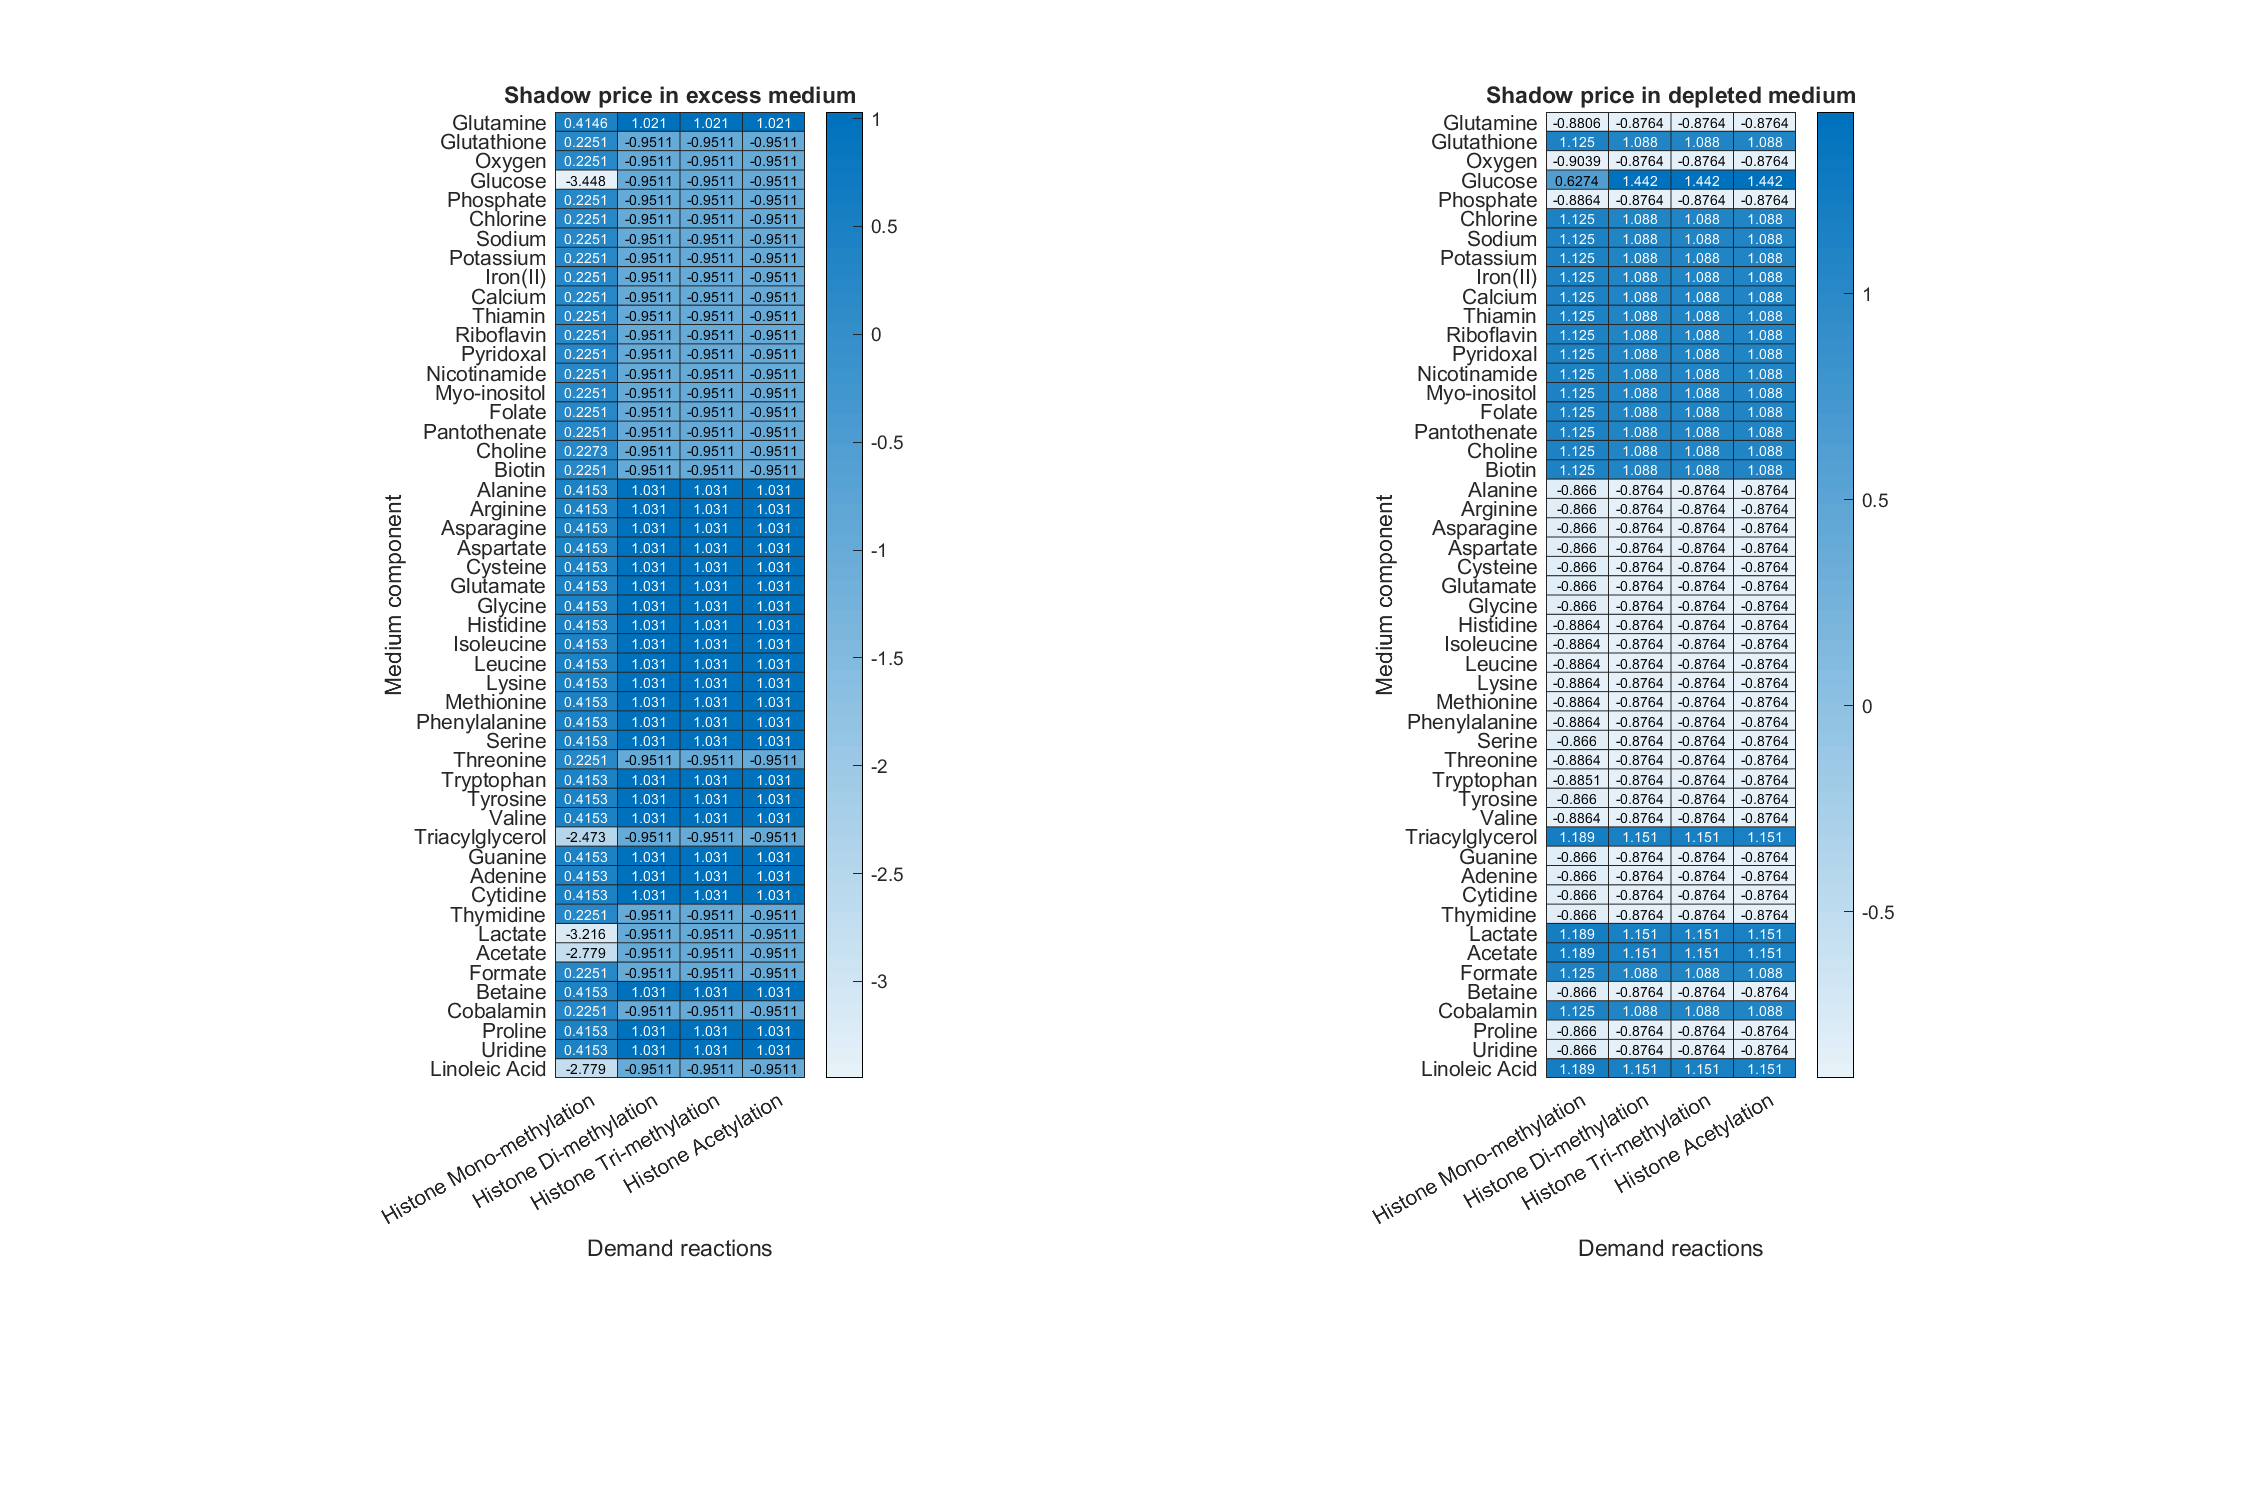 Shadow price in excess medium
Glutamine 0.4146 1.021 1.021 1.021
Glutathione 0.2251 -0.9511 -0.9511 -0.9511
Oxygen 0.2251 -0.9511 -0.9511 -0.9511
Glucose -3.448 -0.9511 -0.9511 -0.9511
Phosphate 0.2251 -0.9511 -0.9511 -0.9511
Chlorine 0.2251 -0.9511 -0.9511 -0.9511
Sodium 0.2251 -0.9511 -0.9511 -0.9511
Potassium 0.2251 -0.9511 -0.9511 -0.9511
Iron(II) 0.2251 -0.9511 -0.9511 -0.9511
Calcium 0.2251 -0.9511 -0.9511 -0.9511
Thiamin 0.2251 -0.9511 -0.9511 -0.9511
Riboflavin 0.2251 -0.9511 -0.9511 -0.9511
Pyridoxal 0.2251 -0.9511 -0.9511 -0.9511
Nicotinamide 0.2251 -0.9511 -0.9511 -0.9511
Myo-inositol 0.2251 -0.9511 -0.9511 -0.9511
Folate 0.2251 -0.9511 -0.9511 -0.9511
Pantothenate 0.2251 -0.9511 -0.9511 -0.9511
Choline 0.2273 -0.9511 -0.9511 -0.9511
Biotin 0.2251 -0.9511 -0.9511 -0.9511
Alanine 0.4153 1.031 1.031 1.031
Arginine 0.4153 1.031 1.031 1.031
Asparagine 0.4153 1.031 1.031 1.031
Aspartate 0.4153 1.031 1.031 1.031
Cysteine 0.4153 1.031 1.031 1.031
Glutamate 0.4153 1.031 1.031 1.031
Glycine 0.4153 1.031 1.031 1.031
Histidine 0.4153 1.031 1.031 1.031
Isoleucine 0.4153 1.031 1.031 1.031
Leucine 0.4153 1.031 1.031 1.031
Lysine 0.4153 1.031 1.031 1.031
Methionine 0.4153 1.031 1.031 1.031
Phenylalanine 0.4153 1.031 1.031 1.031
Serine 0.4153 1.031 1.031 1.031
Threonine 0.2251 -0.9511 -0.9511 -0.9511
Tryptophan 0.4153 1.031 1.031 1.031
Tyrosine 0.4153 1.031 1.031 1.031
Valine 0.4153 1.031 1.031 1.031
Triacylglycerol -2.473 -0.9511 -0.9511 -0.9511
Guanine 0.4153 1.031 1.031 1.031
Adenine 0.4153 1.031 1.031 1.031
Cytidine 0.4153 1.031 1.031 1.031
Thymidine 0.2251 -0.9511 -0.9511 -0.9511
Lactate -3.216 -0.9511 -0.9511 -0.9511
Acetate -2.779 -0.9511 -0.9511 -0.9511
Formate 0.2251 -0.9511 -0.9511 -0.9511
Betaine 0.4153 1.031 1.031 1.031
Cobalamin 0.2251 -0.9511 -0.9511 -0.9511
Proline 0.4153 1.031 1.031 1.031
Uridine 0.4153 1.031 1.031 1.031
Linoleic Acid -2.779 -0.9511 -0.9511 -0.9511
Medium component
1
0.5
0
-0.5
-1
-1.5
-2
-2.5
-3
Histone Mono-methylation
Histone Di-methylation
Histone Tri-methylation
Histone Acetylation
Demand reactions
Shadow price in depleted medium
Glutamine -0.8806 -0.8764 -0.8764 -0.8764
Glutathione 1.125 1.088 1.088 1.088
Oxygen -0.9039 -0.8764 -0.8764 -0.8764
Glucose 0.6274 1.442 1.442 1.442
Phosphate -0.8864 -0.8764 -0.8764 -0.8764
Chlorine 1.125 1.088 1.088 1.088
Sodium 1.125 1.088 1.088 1.088
Potassium 1.125 1.088 1.088 1.088
Iron(II) 1.125 1.088 1.088 1.088
Calcium 1.125 1.088 1.088 1.088
Thiamin 1.125 1.088 1.088 1.088
Riboflavin 1.125 1.088 1.088 1.088
Pyridoxal 1.125 1.088 1.088 1.088
Nicotinamide 1.125 1.088 1.088 1.088
Myo-inositol 1.125 1.088 1.088 1.088
Folate 1.125 1.088 1.088 1.088
Pantothenate 1.125 1.088 1.088 1.088
Choline 1.125 1.088 1.088 1.088
Biotin 1.125 1.088 1.088 1.088
Alanine -0.866 -0.8764 -0.8764 -0.8764
Arginine -0.866 -0.8764 -0.8764 -0.8764
Asparagine -0.866 -0.8764 -0.8764 -0.8764
Aspartate -0.866 -0.8764 -0.8764 -0.8764
Cysteine -0.866 -0.8764 -0.8764 -0.8764
Glutamate -0.866 -0.8764 -0.8764 -0.8764
Glycine -0.866 -0.8764 -0.8764 -0.8764
Histidine -0.8864 -0.8764 -0.8764 -0.8764
Isoleucine -0.8864 -0.8764 -0.8764 -0.8764
Leucine -0.8864 -0.8764 -0.8764 -0.8764
Lysine -0.8864 -0.8764 -0.8764 -0.8764
Methionine -0.8864 -0.8764 -0.8764 -0.8764
Phenylalanine -0.8864 -0.8764 -0.8764 -0.8764
Serine -0.866 -0.8764 -0.8764 -0.8764
Threonine -0.8864 -0.8764 -0.8764 -0.8764
Tryptophan -0.8851 -0.8764 -0.8764 -0.8764
Tyrosine -0.866 -0.8764 -0.8764 -0.8764
Valine -0.8864 -0.8764 -0.8764 -0.8764
Triacylglycerol 1.189 1.151 1.151 1.151
Guanine -0.866 -0.8764 -0.8764 -0.8764
Adenine -0.866 -0.8764 -0.8764 -0.8764
Cytidine -0.866 -0.8764 -0.8764 -0.8764
Thymidine -0.866 -0.8764 -0.8764 -0.8764
Lactate 1.189 1.151 1.151 1.151
Acetate 1.189 1.151 1.151 1.151
Formate 1.125 1.088 1.088 1.088
Betaine -0.866 -0.8764 -0.8764 -0.8764
Cobalamin 1.125 1.088 1.088 1.088
Proline -0.866 -0.8764 -0.8764 -0.8764
Uridine -0.866 -0.8764 -0.8764 -0.8764
Linoleic Acid 1.189 1.151 1.151 1.151
Medium component
1
0.5
0
-0.5
Histone Mono-methylation
Histone Di-methylation
Histone Tri-methylation
Histone Acetylation
Demand reactions